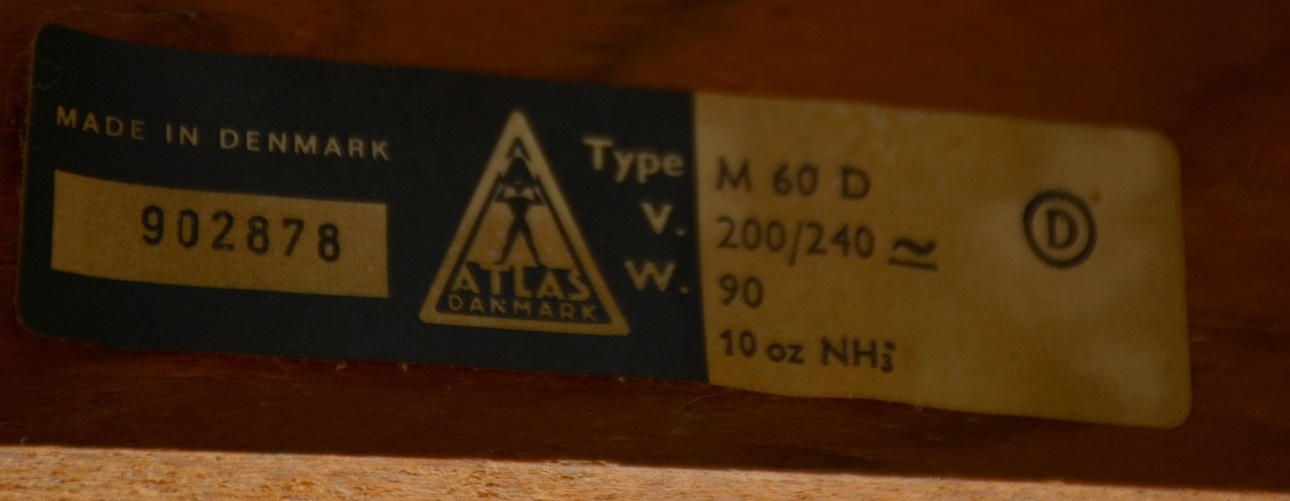 MADE IN DENMARK
902878
ATLAS
DANMARK
Type M 60 D
V. 200/240 ≂
W. 90
10 oz NH₃
D